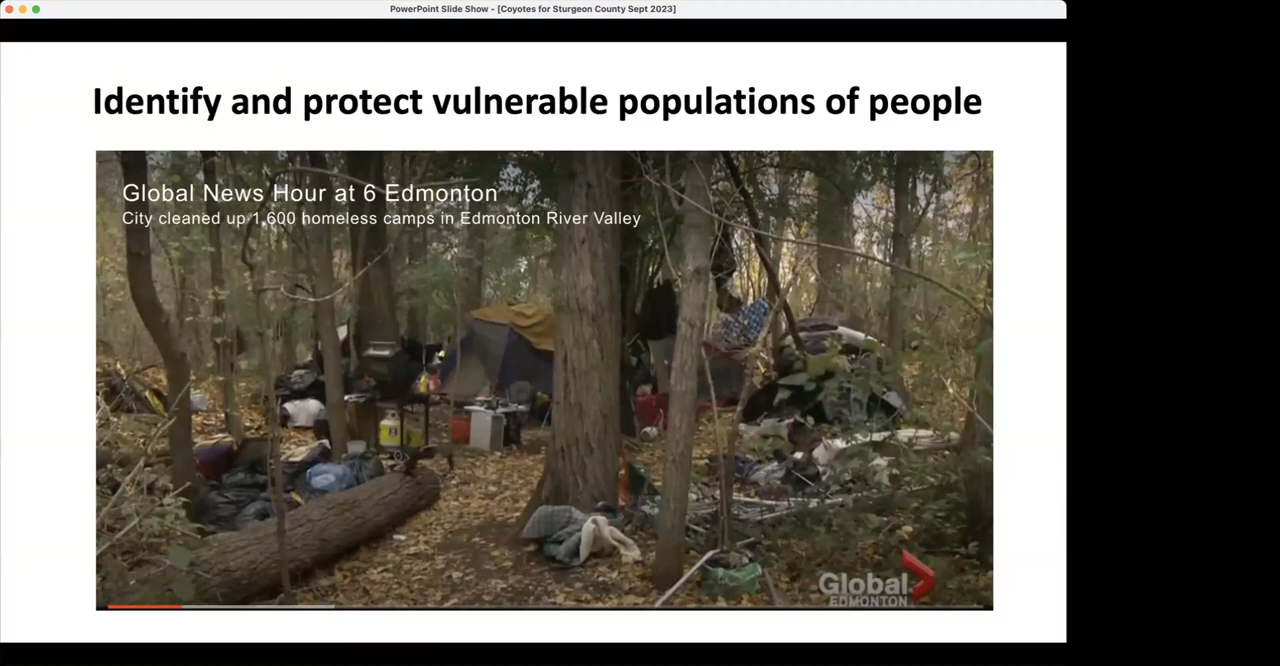 PowerPoint Slide Show - [Coyotes for Sturgeon County Sept 2023]
Identify and protect vulnerable populations of people
Global News Hour at 6 Edmonton
City cleaned up 1,600 homeless camps in Edmonton River Valley
Global
EDMONTON